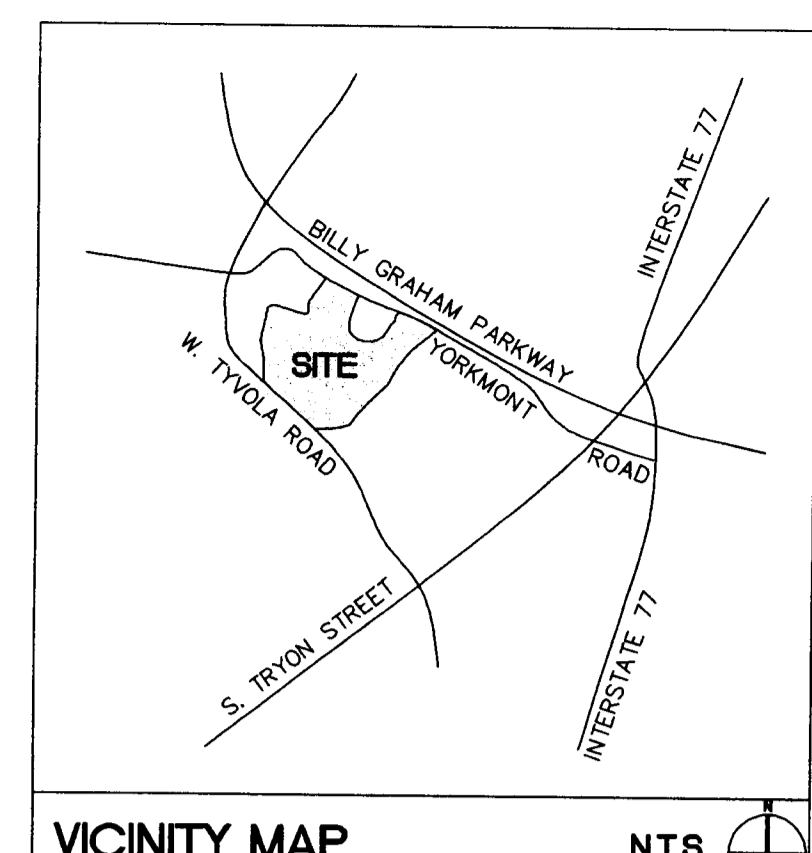 INTERSTATE 77
BILLY GRAHAM PARKWAY
YORKMONT
ROAD
SITE
W. TYVOLA ROAD
S. TRYON STREET
INTERSTATE 77
VICINITY MAP
NTS
N